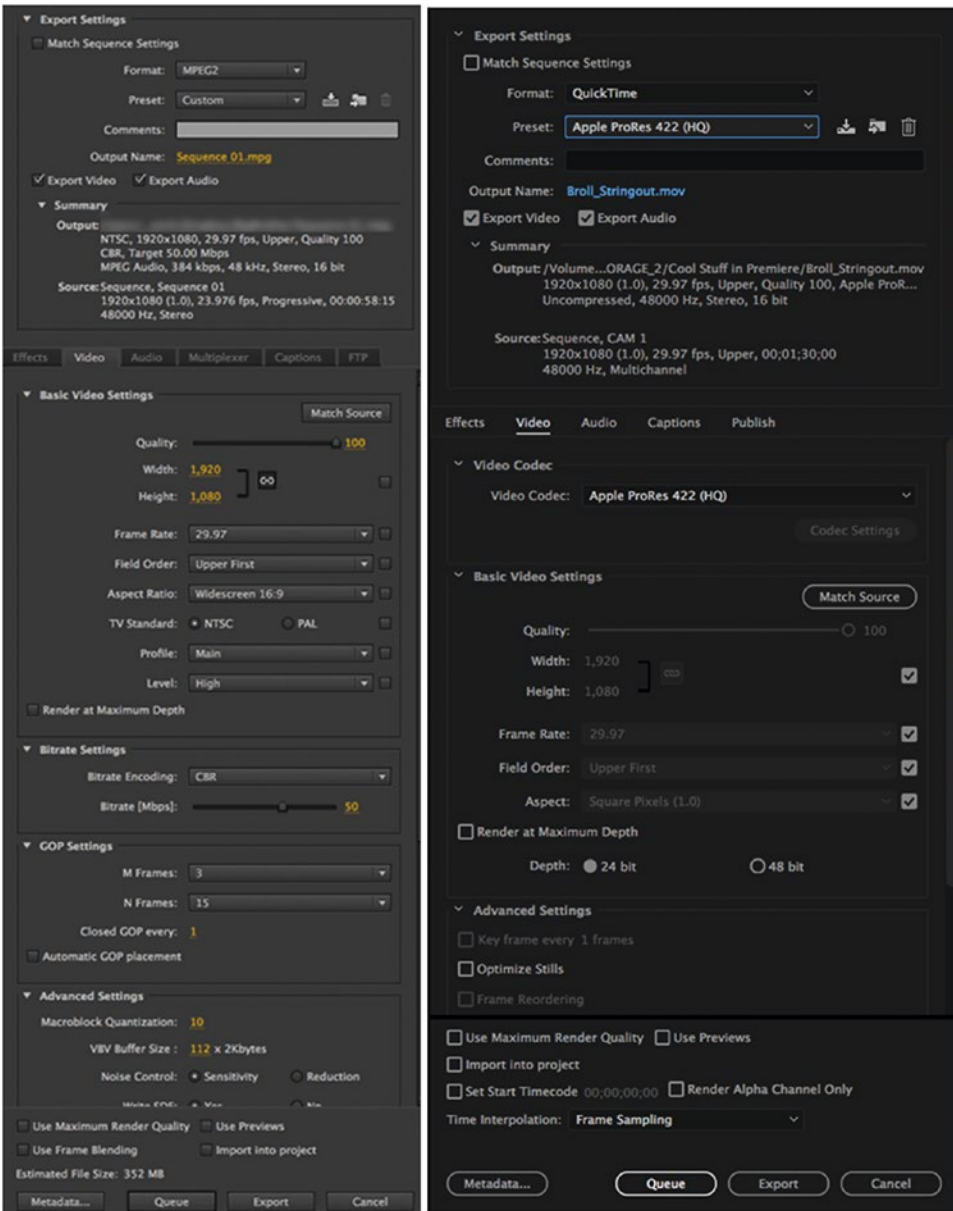 Export Settings
Match Sequence Settings
Format: MPEG2
Preset: Custom
Comments:
Output Name: Sequence 01.mpg
Export Video Export Audio
Summary
Output:
NTSC, 1920x1080, 29.97 fps, Upper, Quality 100
CBR, Target 50.00 Mbps
MPEG Audio, 384 kbps, 48 kHz, Stereo, 16 bit
Source: Sequence, Sequence 01
1920x1080 (1.0), 23.976 fps, Progressive, 00:00:58:15
48000 Hz, Stereo
Effects Video Audio Multiplexer Captions FTP
Basic Video Settings
Match Source
Quality: 100
Width: 1,920
Height: 1,080
Frame Rate: 29.97
Field Order: Upper First
Aspect Ratio: Widescreen 16:9
TV Standard: NTSC PAL
Profile: Main
Level: High
Render at Maximum Depth
Bitrate Settings
Bitrate Encoding: CBR
Bitrate [Mbps]: 50
GOP Settings
M Frames: 3
N Frames: 15
Closed GOP every: 1
Automatic GOP placement
Advanced Settings
Macroblock Quantization: 10
VBV Buffer Size : 112 x 2Kbytes
Noise Control: Sensitivity Reduction
Use Maximum Render Quality Use Previews
Use Frame Blending Import into project
Estimated File Size: 352 MB
Metadata... Queue Export Cancel
Export Settings
Match Sequence Settings
Format: QuickTime
Preset: Apple ProRes 422 (HQ)
Comments:
Output Name: Broll_Stringout.mov
Export Video Export Audio
Summary
Output: /Volume...ORAGE_2/Cool Stuff in Premiere/Broll_Stringout.mov
1920x1080 (1.0), 29.97 fps, Upper, Quality 100, Apple ProR...
Uncompressed, 48000 Hz, Stereo, 16 bit
Source: Sequence, CAM 1
1920x1080 (1.0), 29.97 fps, Upper, 00;01;30;00
48000 Hz, Multichannel
Effects Video Audio Captions Publish
Video Codec
Video Codec: Apple ProRes 422 (HQ)
Codec Settings
Basic Video Settings
Match Source
Quality: 100
Width: 1,920
Height: 1,080
Frame Rate: 29.97
Field Order: Upper First
Aspect: Square Pixels (1.0)
Render at Maximum Depth
Depth: 24 bit 48 bit
Advanced Settings
Key frame every 1 frames
Optimize Stills
Frame Reordering
Use Maximum Render Quality Use Previews
Import into project
Set Start Timecode 00;00;00;00 Render Alpha Channel Only
Time Interpolation: Frame Sampling
Metadata... Queue Export Cancel